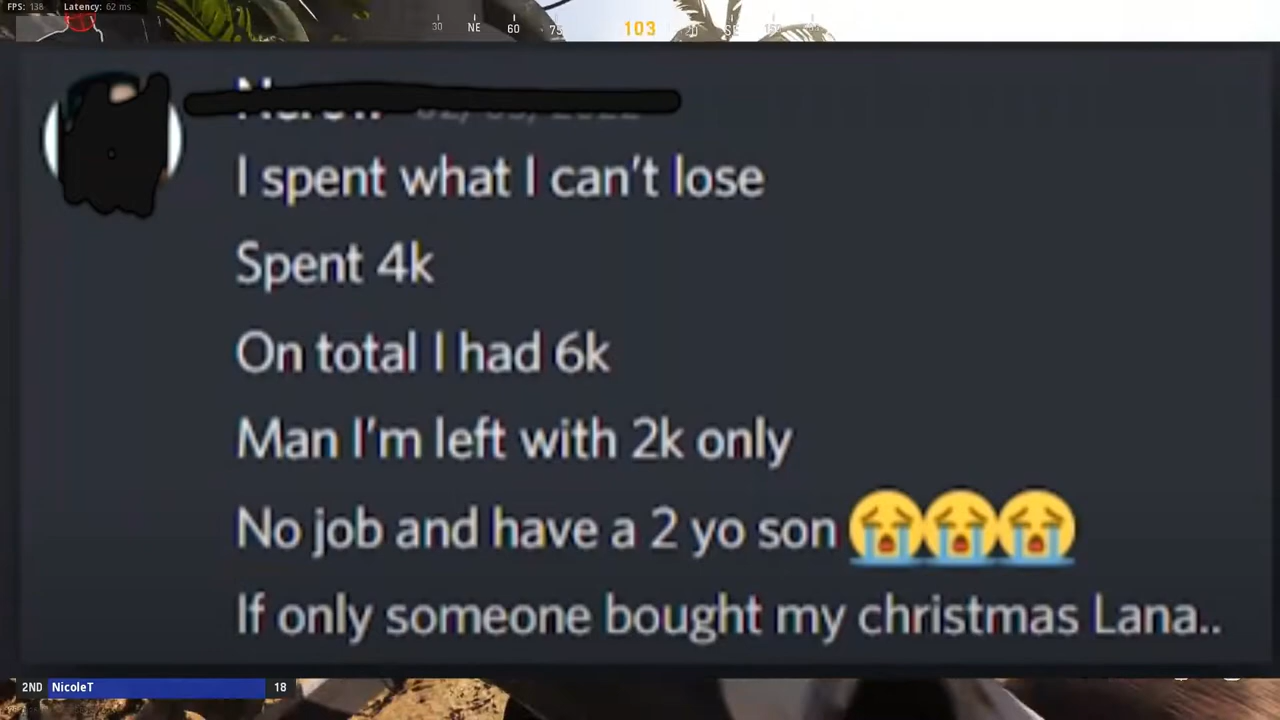 FPS: 138 Latency: 62 ms
30 NE 60 75 103 SE
I spent what I can't lose
Spent 4k
On total I had 6k
Man I'm left with 2k only
No job and have a 2 yo son 😭😭😭
If only someone bought my christmas Lana..
2ND NicoleT 18